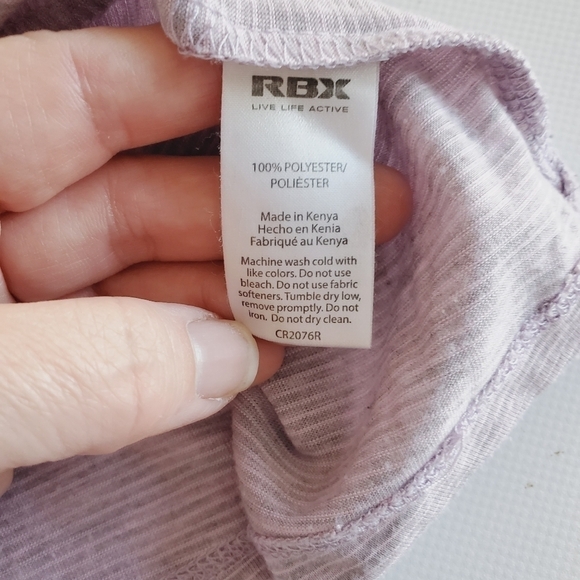 RBX
LIVE LIFE ACTIVE
100% POLYESTER/
POLIÉSTER
Made in Kenya
Hecho en Kenia
Fabriqué au Kenya
Machine wash cold with
like colors. Do not use
bleach. Do not use fabric
softeners. Tumble dry low,
remove promptly. Do not
iron. Do not dry clean.
CR2076R